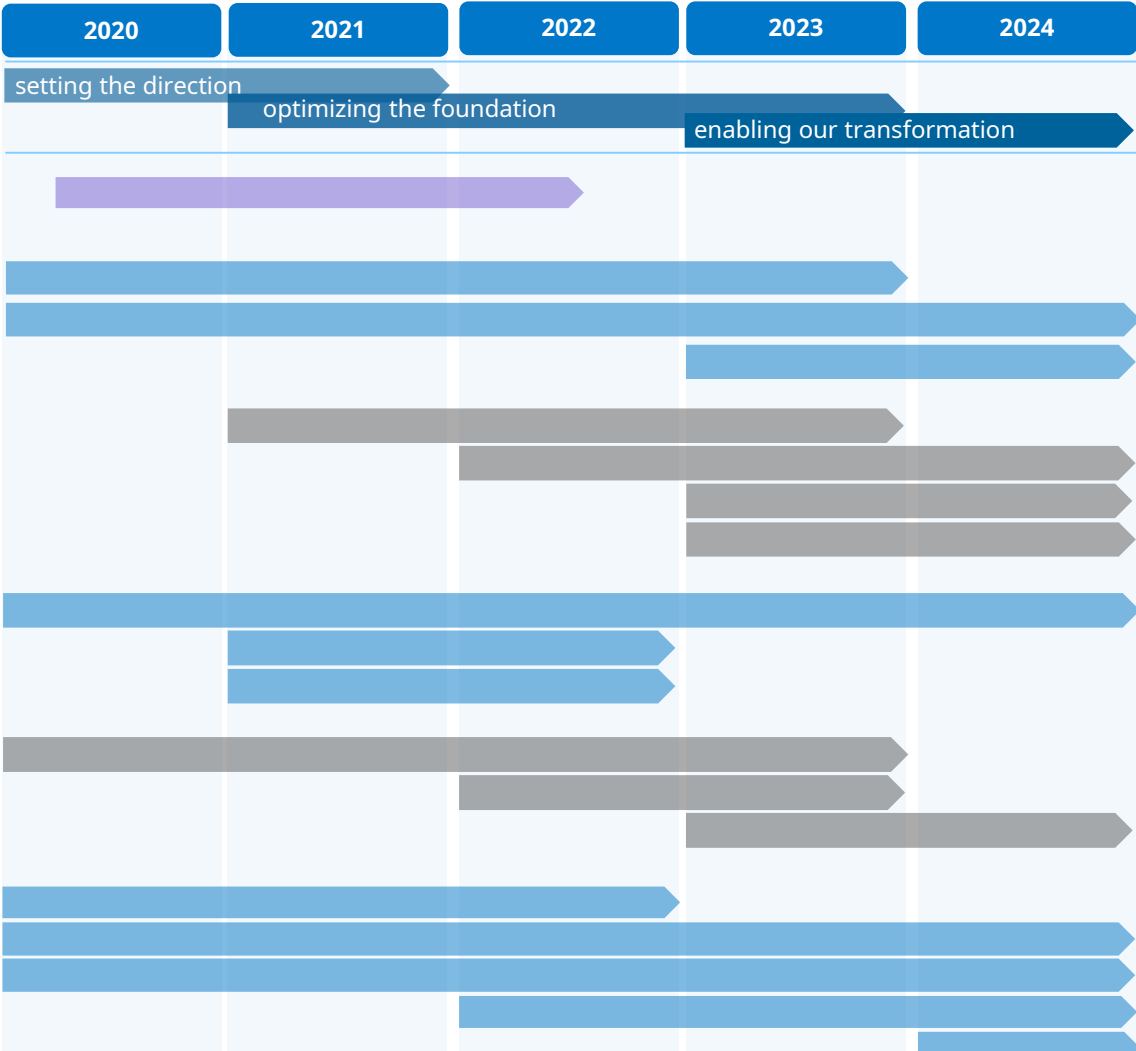 2020 2021 2022 2023 2024
setting the direction
optimizing the foundation
enabling our transformation